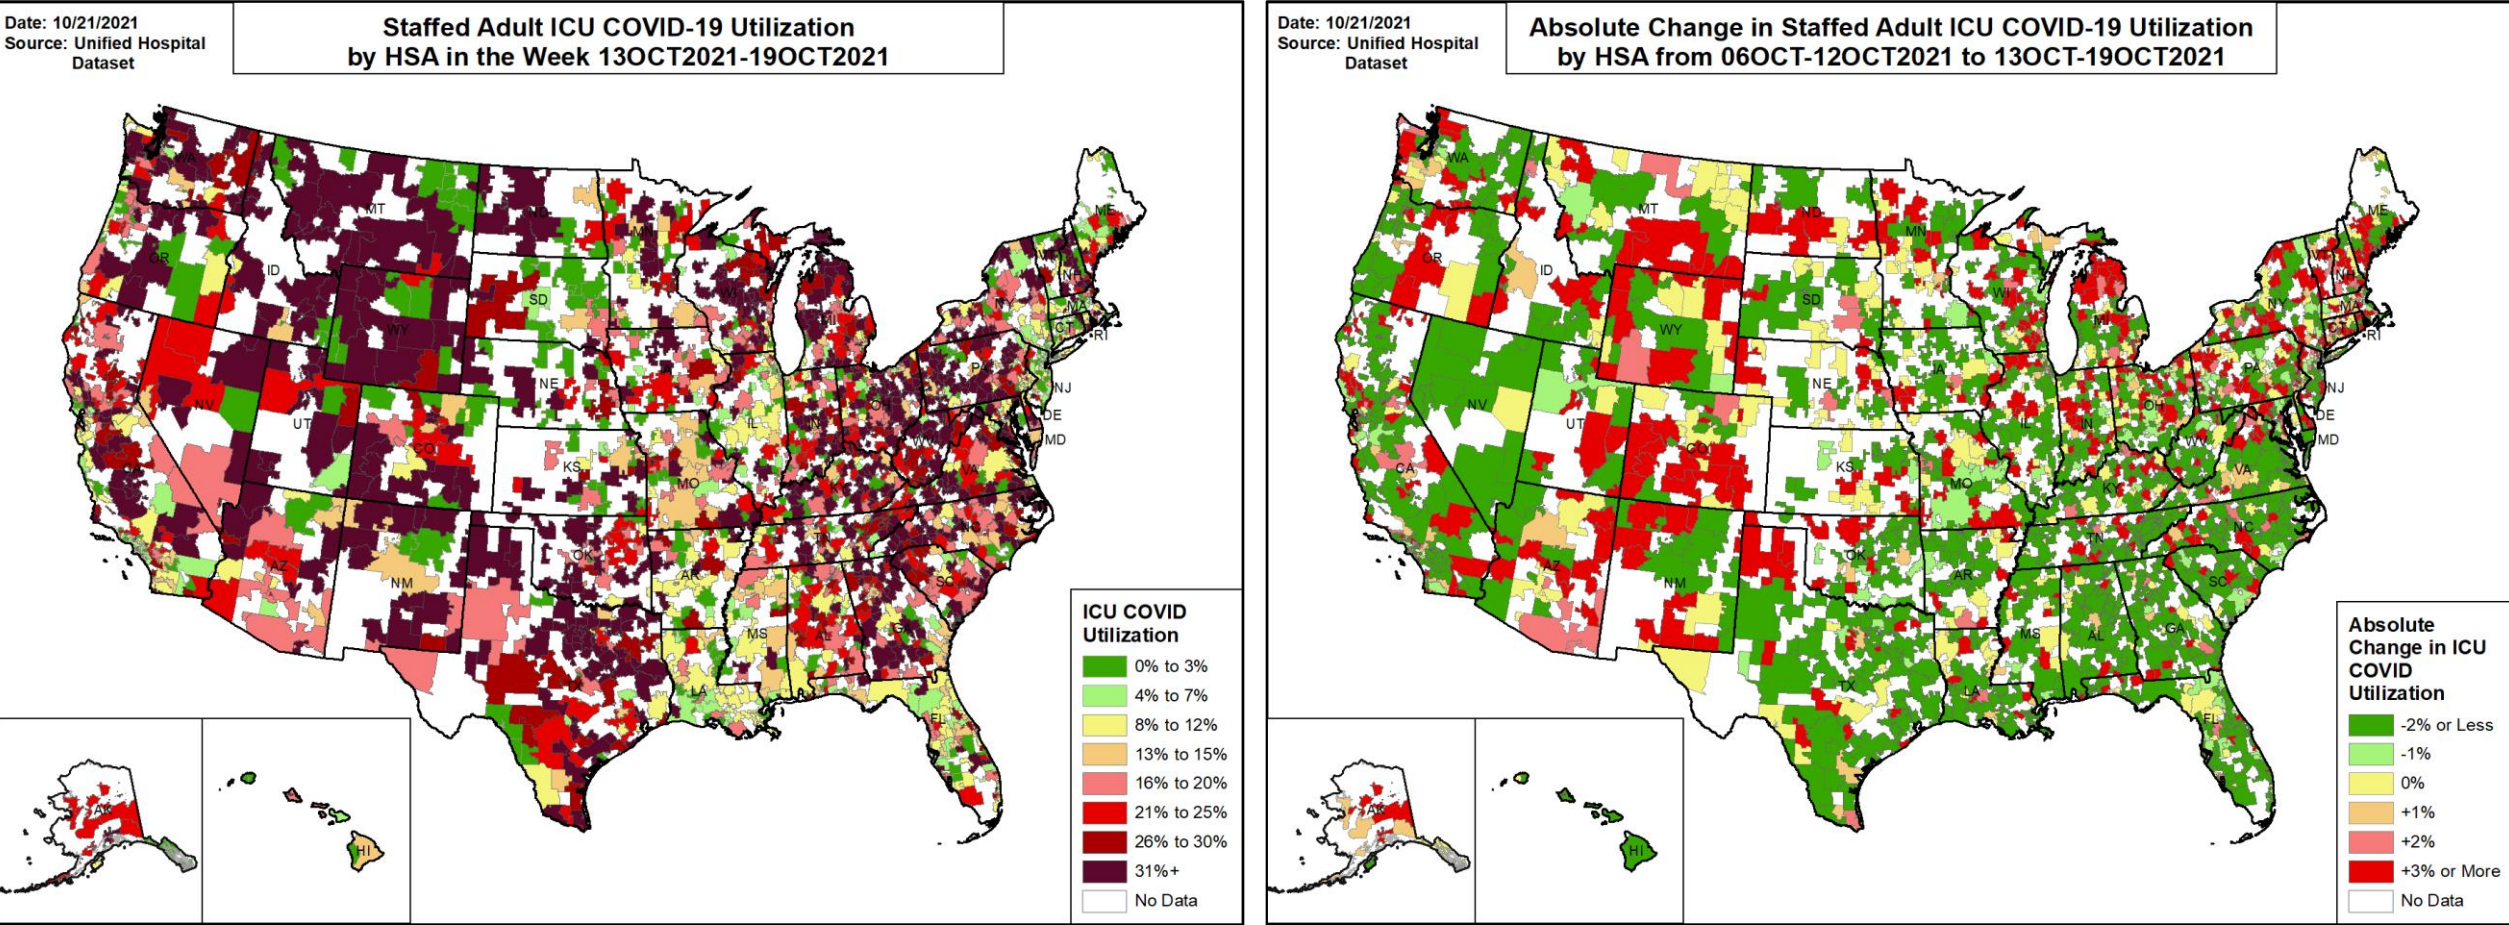 Date: 10/21/2021
Source: Unified Hospital
Dataset
Staffed Adult ICU COVID-19 Utilization
by HSA in the Week 13OCT2021-19OCT2021
WA
MT
ND
MN
ME
OR
ID
SD
WI
MI
NY
VT
NH
MA
CT
RI
WY
NE
PA
NJ
NV
UT
CO
IL
IN
OH
DE
MD
CA
KS
MO
WV
VA
KY
NC
AZ
NM
OK
AR
TN
SC
MS
AL
GA
LA
FL
AK
HI
ICU COVID
Utilization
0% to 3%
4% to 7%
8% to 12%
13% to 15%
16% to 20%
21% to 25%
26% to 30%
31%+
No Data
Date: 10/21/2021
Source: Unified Hospital
Dataset
Absolute Change in Staffed Adult ICU COVID-19 Utilization
by HSA from 06OCT-12OCT2021 to 13OCT-19OCT2021
WA
MT
ND
MN
ME
OR
ID
SD
WI
MI
NY
VT
NH
MA
CT
RI
WY
IA
NE
PA
NJ
NV
UT
CO
IL
IN
OH
DE
MD
CA
KS
MO
WV
VA
KY
NC
AZ
NM
OK
AR
TN
SC
MS
AL
GA
TX
LA
FL
AK
HI
Absolute
Change in ICU
COVID
Utilization
-2% or Less
-1%
0%
+1%
+2%
+3% or More
No Data